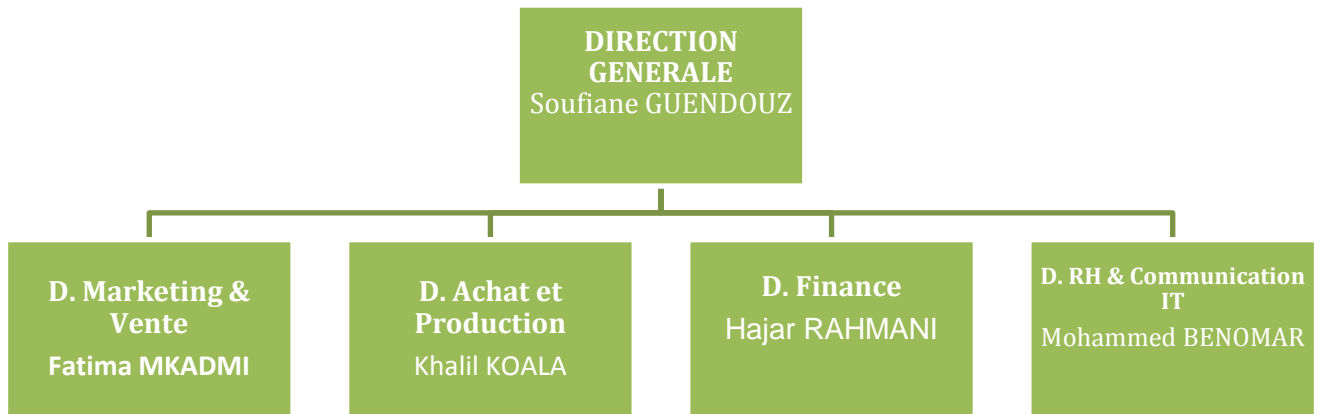 DIRECTION
GENERALE
Soufiane GUENDOUZ
D. Marketing &
Vente
Fatima MKADMI
D. Achat et
Production
Khalil KOALA
D. Finance
Hajar RAHMANI
D. RH & Communication
IT
Mohammed BENOMAR